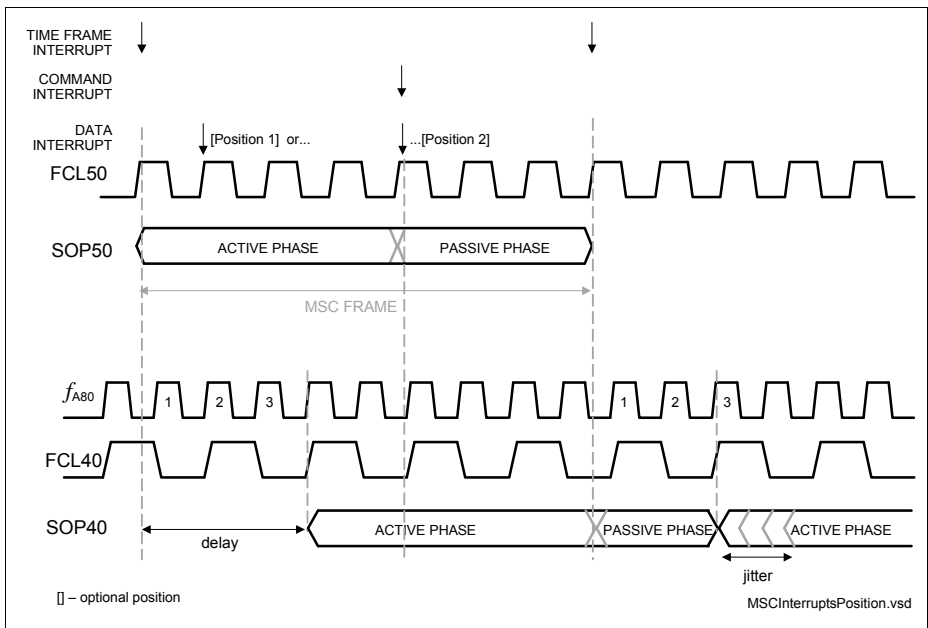 TIME FRAME
INTERRUPT
COMMAND
INTERRUPT
DATA
INTERRUPT
[Position 1] or...
...[Position 2]
FCL50
SOP50
ACTIVE PHASE
PASSIVE PHASE
MSC FRAME
fA80
1
2
3
1
2
3
FCL40
SOP40
ACTIVE PHASE
PASSIVE PHASE
ACTIVE PHASE
delay
jitter
[] – optional position
MSCInterruptsPosition.vsd